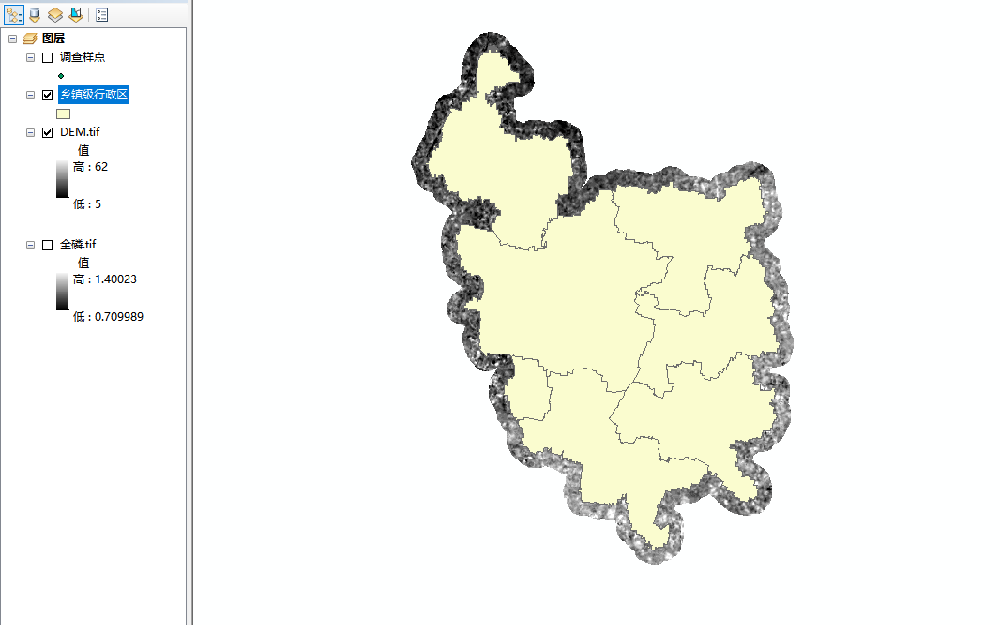 图层
调查样点
乡镇级行政区
DEM.tif
值
高 : 62
低 : 5
全磷.tif
值
高 : 1.40023
低 : 0.709989